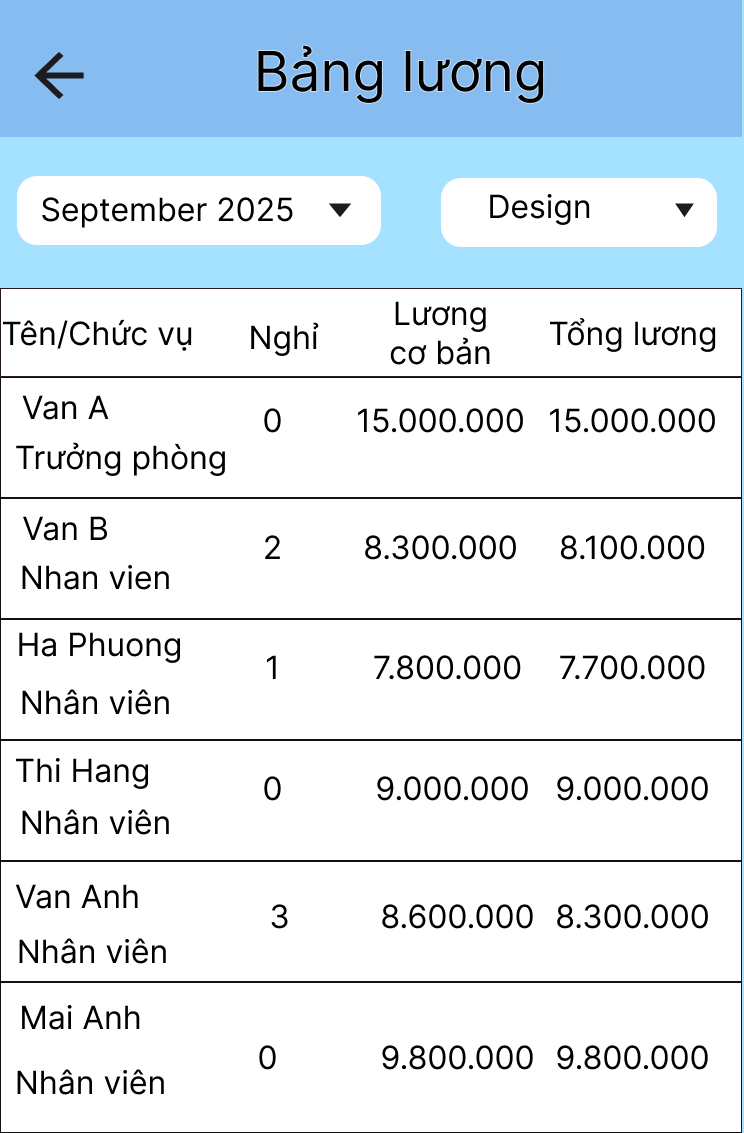 Bảng lương
September 2025 Design
Tên/Chức vụ Nghỉ Lương cơ bản Tổng lương
Van A
Trưởng phòng 0 15.000.000 15.000.000
Van B
Nhan vien 2 8.300.000 8.100.000
Ha Phuong
Nhân viên 1 7.800.000 7.700.000
Thi Hang
Nhân viên 0 9.000.000 9.000.000
Van Anh
Nhân viên 3 8.600.000 8.300.000
Mai Anh
Nhân viên 0 9.800.000 9.800.000